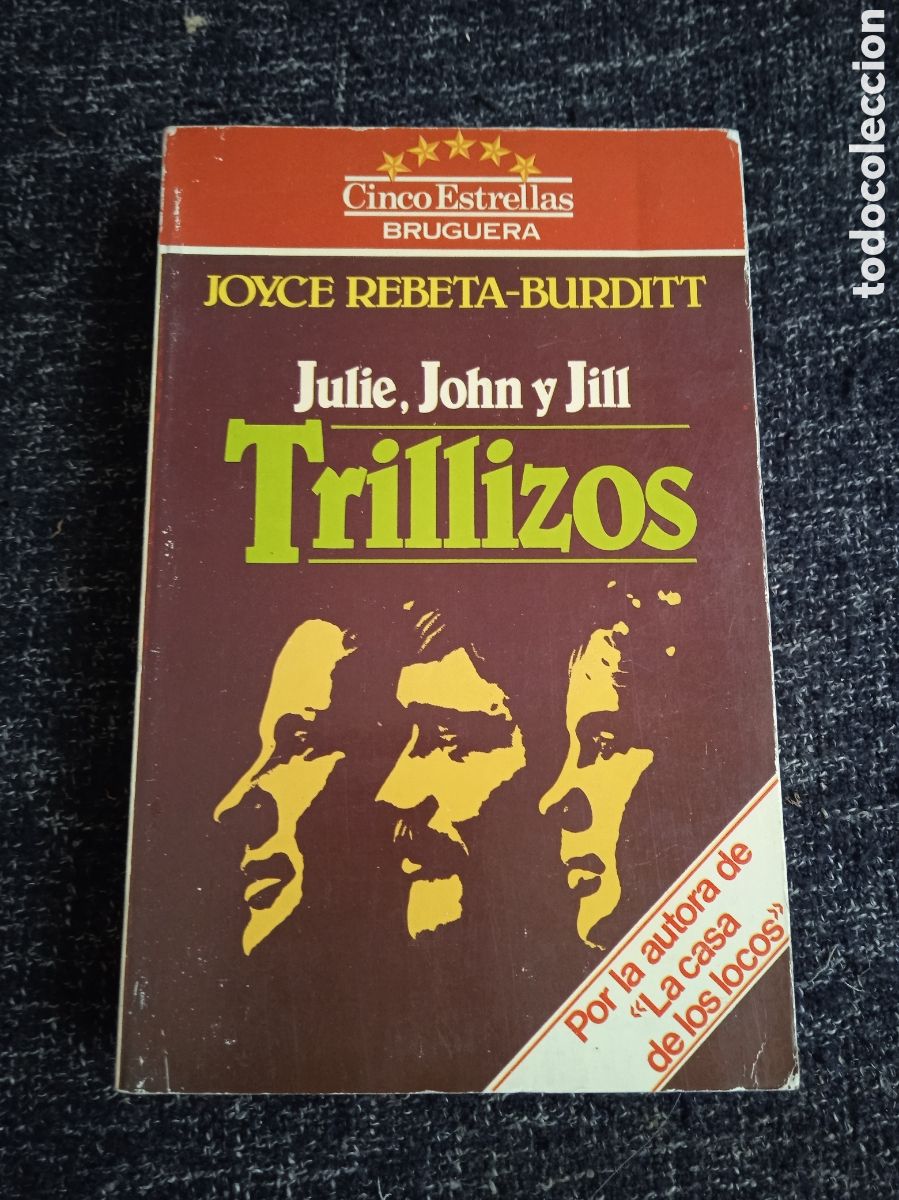 Cinco Estrellas
BRUGUERA
JOYCE REBETA-BURDITT
Julie, John y Jill
Trillizos
Por la autora de
«La casa
de los locos»
todocoleccion